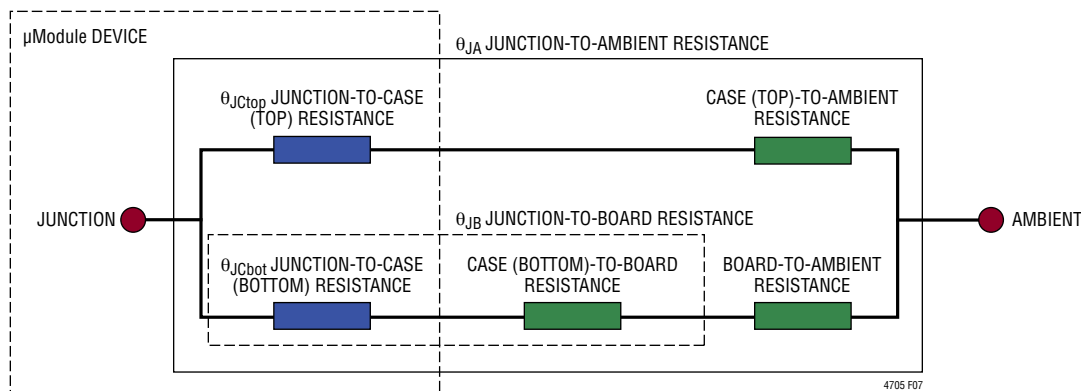 µModule DEVICE
θJA JUNCTION-TO-AMBIENT RESISTANCE
θJCtop JUNCTION-TO-CASE
(TOP) RESISTANCE
CASE (TOP)-TO-AMBIENT
RESISTANCE
JUNCTION
θJB JUNCTION-TO-BOARD RESISTANCE
AMBIENT
θJCbot JUNCTION-TO-CASE
(BOTTOM) RESISTANCE
CASE (BOTTOM)-TO-BOARD
RESISTANCE
BOARD-TO-AMBIENT
RESISTANCE
4705 F07